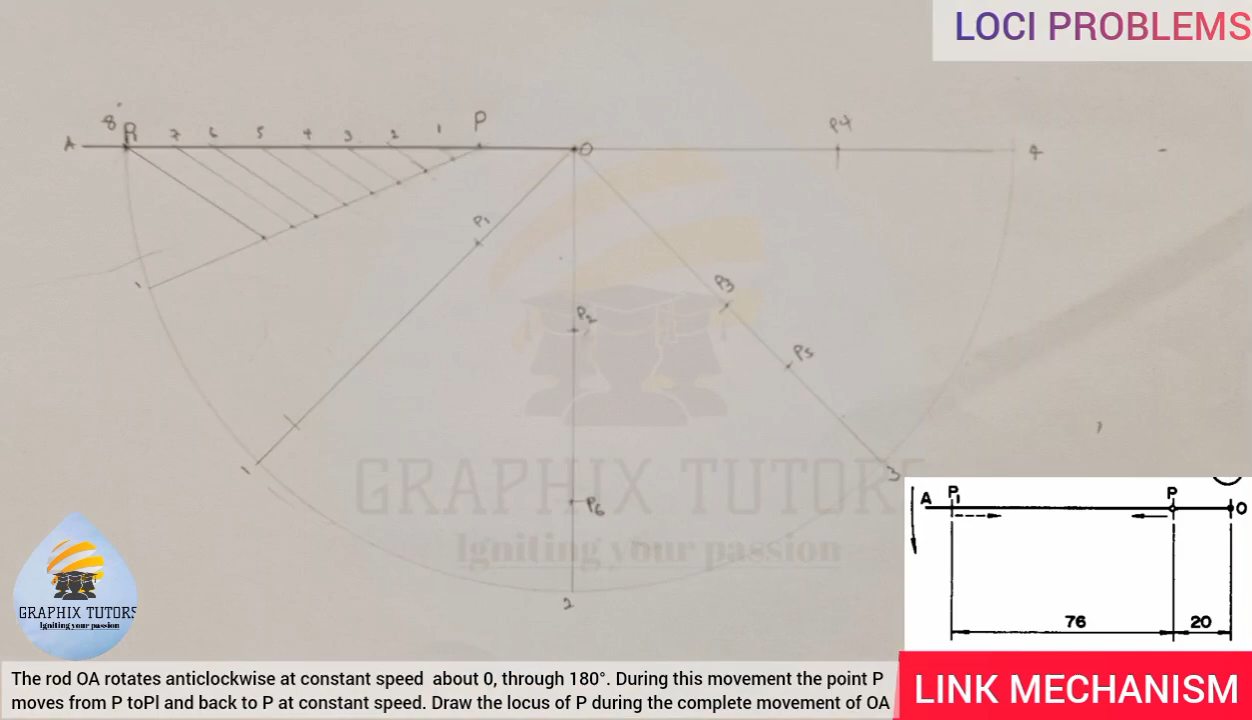 LOCI PROBLEMS
A 8 P1 7 6 5 4 3 2 1 P O P4 4
P1
P3
P2
P5
1
1 3
P6
2
GRAPHIX TUTORS
Igniting your passion
A P1 P O
76 20
GRAPHIX TUTORS
Igniting your passion
The rod OA rotates anticlockwise at constant speed about 0, through 180°. During this movement the point P
moves from P toPl and back to P at constant speed. Draw the locus of P during the complete movement of OA
LINK MECHANISM